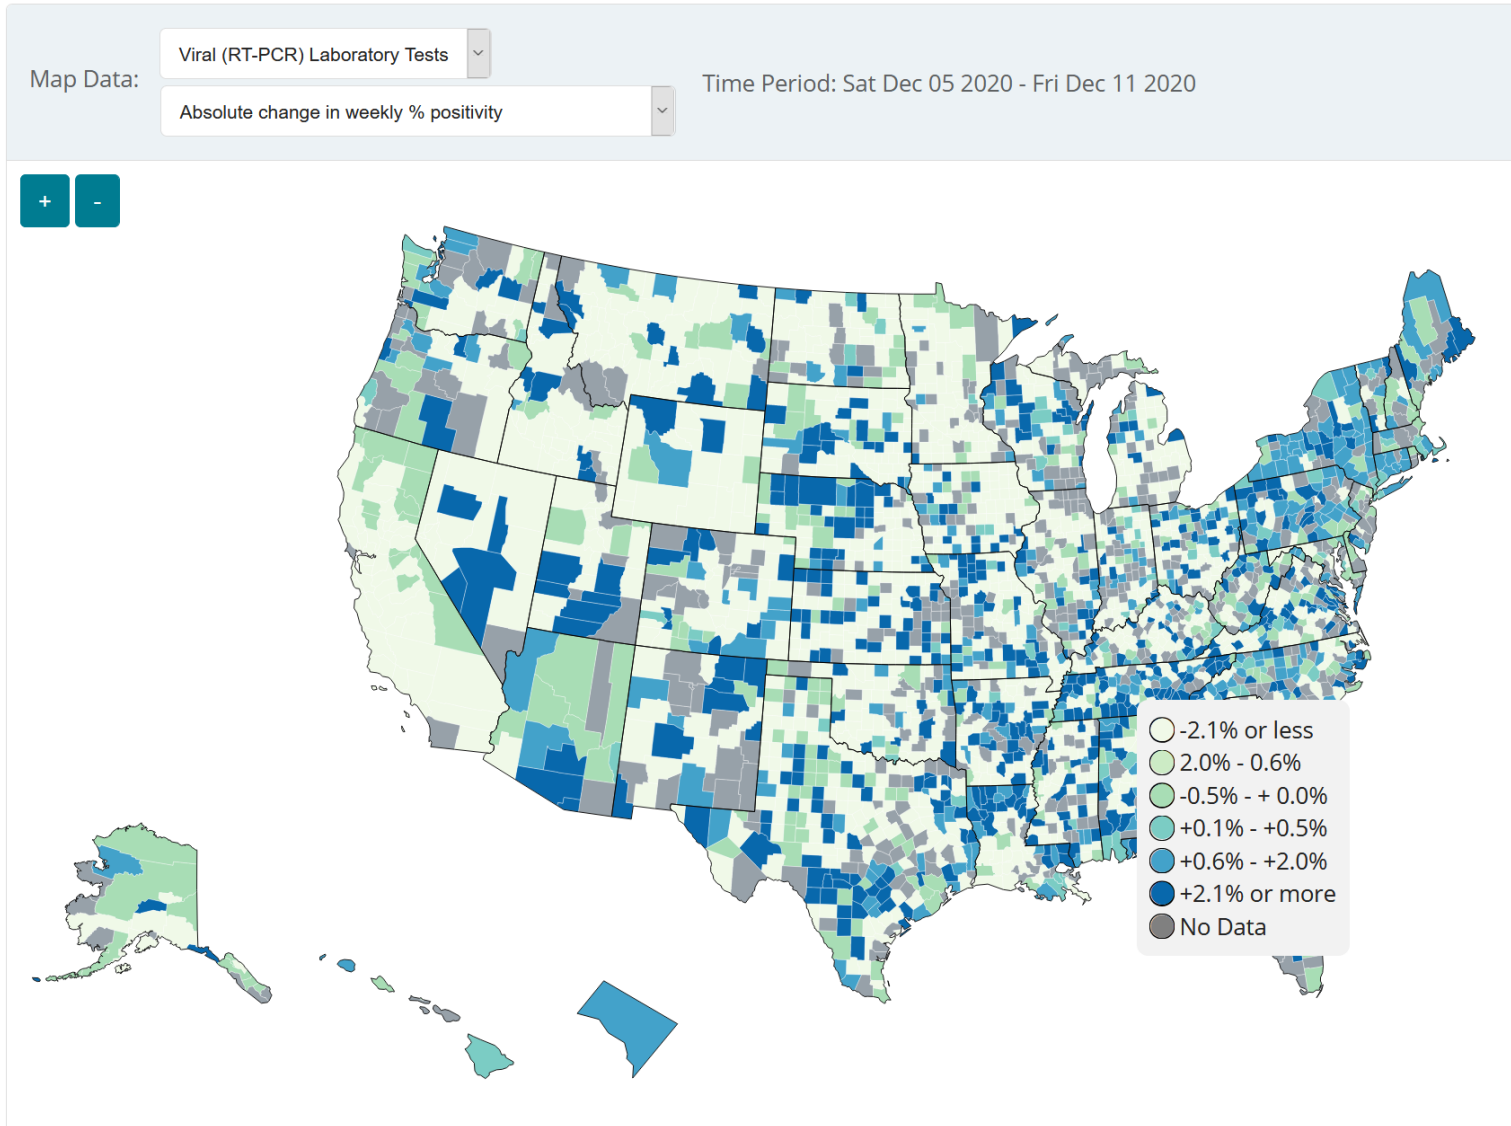 Map Data:
Viral (RT-PCR) Laboratory Tests
Absolute change in weekly % positivity
Time Period: Sat Dec 05 2020 - Fri Dec 11 2020
+
-
-2.1% or less
2.0% - 0.6%
-0.5% - + 0.0%
+0.1% - +0.5%
+0.6% - +2.0%
+2.1% or more
No Data